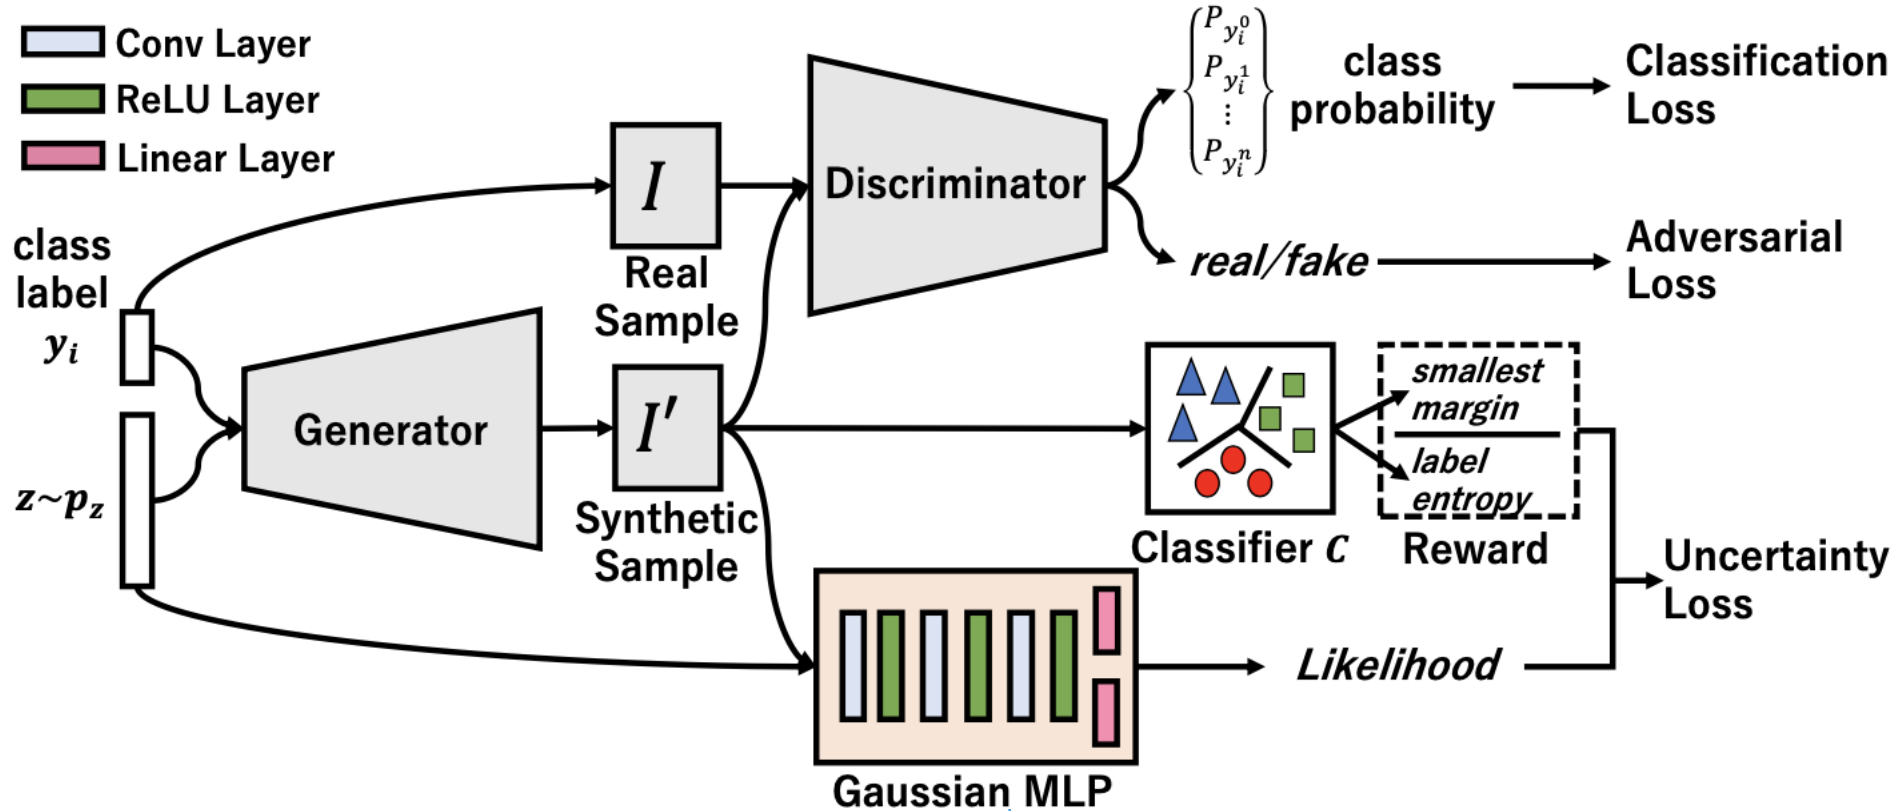 Conv Layer
ReLU Layer
Linear Layer
class
label
y_i
z~p_z
Generator
I
Real
Sample
I′
Synthetic
Sample
Discriminator
P_{y_i^0}
P_{y_i^1}
⋮
P_{y_i^n}
class
probability
Classification
Loss
real/fake
Adversarial
Loss
Classifier C
smallest
margin
label
entropy
Reward
Uncertainty
Loss
Likelihood
Gaussian MLP